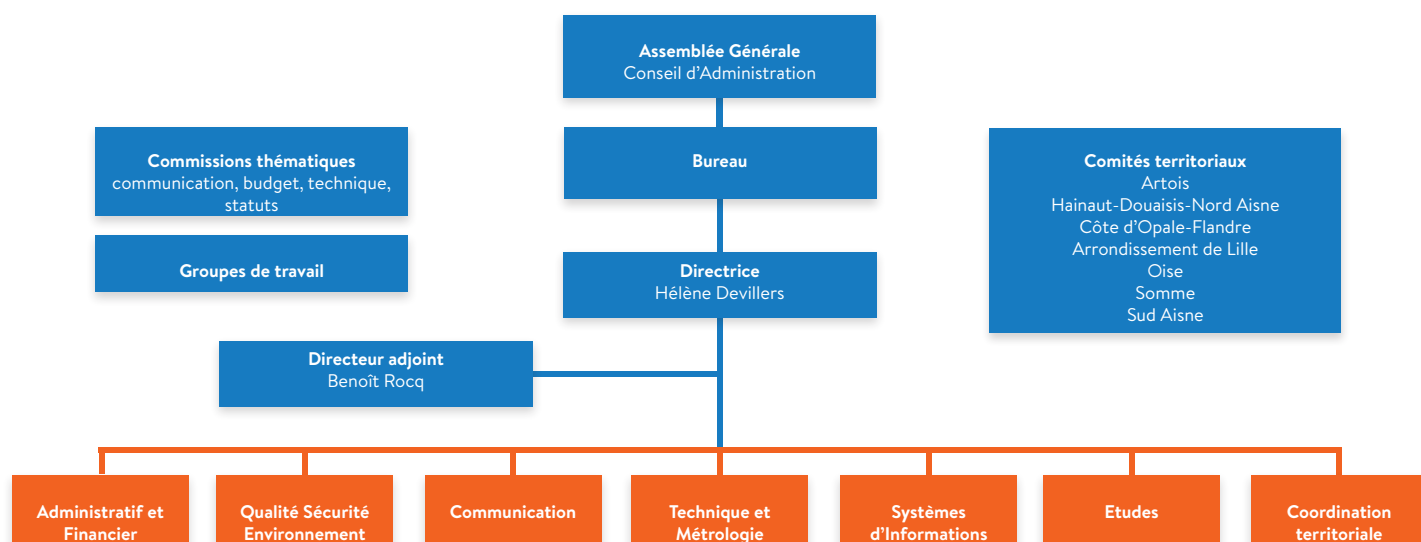 Assemblée Générale
Conseil d'Administration
Commissions thématiques
communication, budget, technique,
statuts
Groupes de travail
Bureau
Directrice
Hélène Devillers
Comités territoriaux
Artois
Hainaut-Douaisis-Nord Aisne
Côte d'Opale-Flandre
Arrondissement de Lille
Oise
Somme
Sud Aisne
Directeur adjoint
Benoît Rocq
Administratif et
Financier
Qualité Sécurité
Environnement
Communication
Technique et
Métrologie
Systèmes
d'Informations
Etudes
Coordination
territoriale